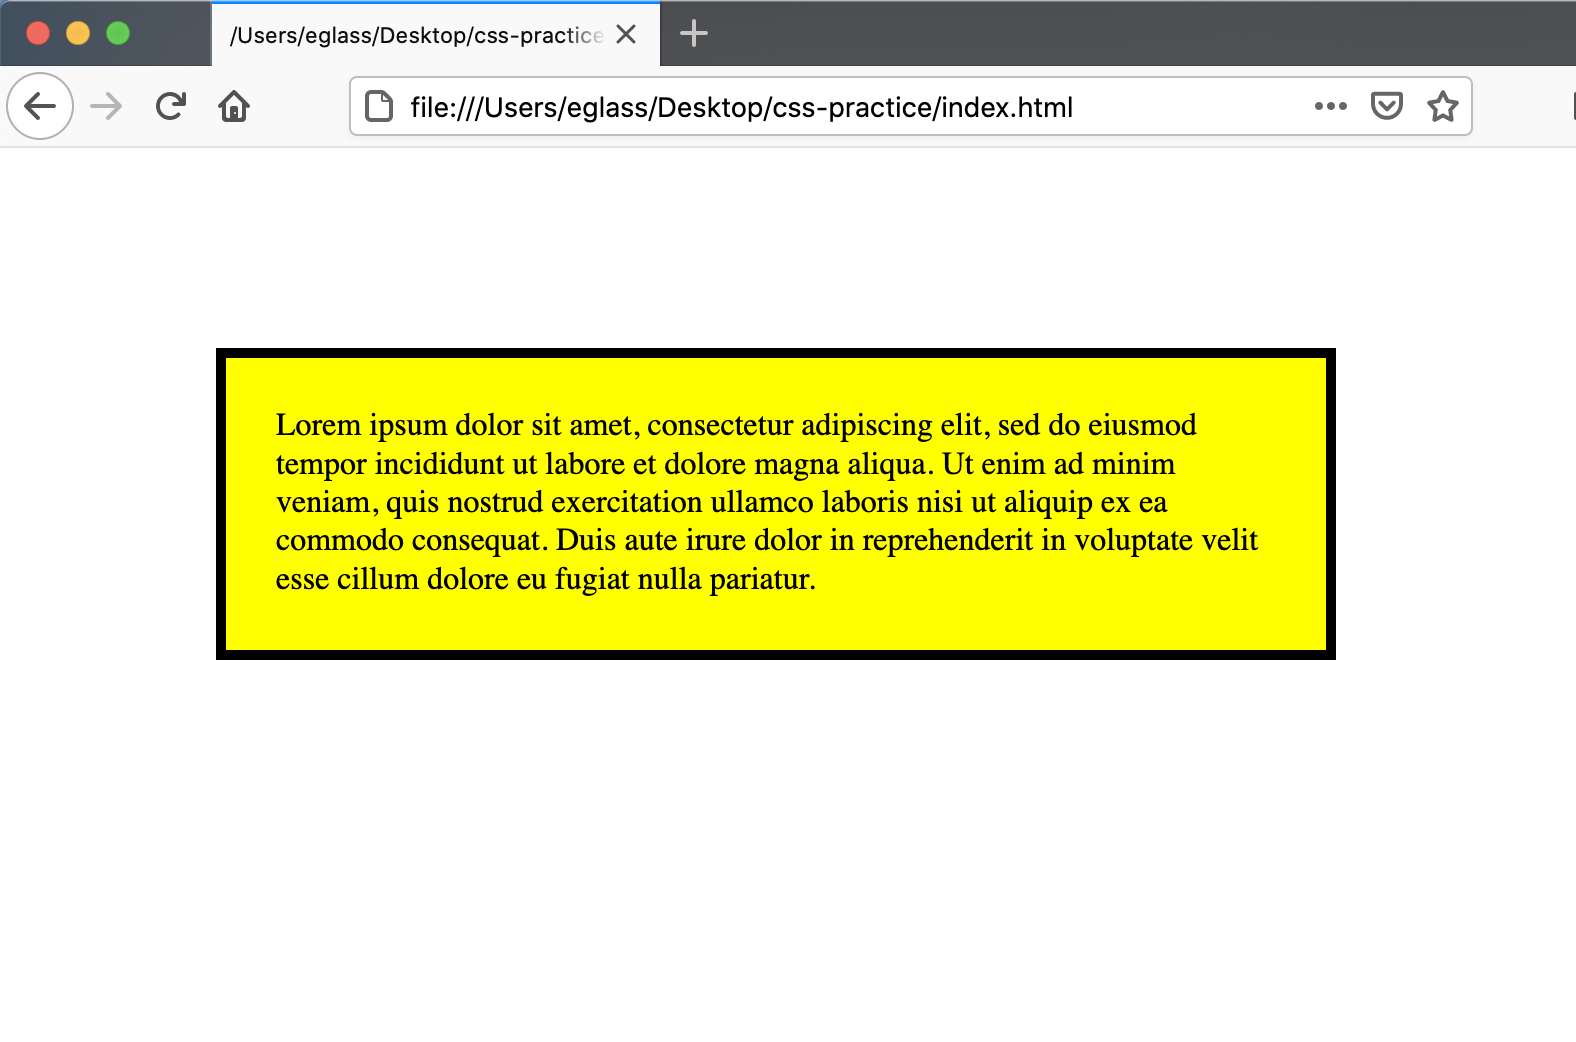 /Users/eglass/Desktop/css-practice
file:///Users/eglass/Desktop/css-practice/index.html
Lorem ipsum dolor sit amet, consectetur adipiscing elit, sed do eiusmod
tempor incididunt ut labore et dolore magna aliqua. Ut enim ad minim
veniam, quis nostrud exercitation ullamco laboris nisi ut aliquip ex ea
commodo consequat. Duis aute irure dolor in reprehenderit in voluptate velit
esse cillum dolore eu fugiat nulla pariatur.